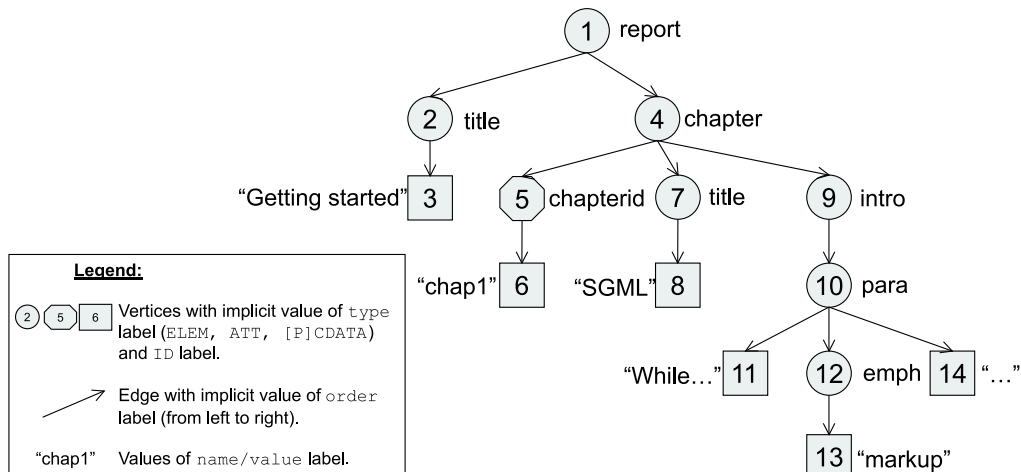 1 report
2 title
4 chapter
"Getting started" 3
5 chapterid
7 title
9 intro
"chap1" 6
"SGML" 8
10 para
"While…" 11
12 emph
14 "…"
13 "markup"
Legend:
2 5 6 Vertices with implicit value of type
label (ELEM, ATT, [P]CDATA)
and ID label.
Edge with implicit value of order
label (from left to right).
"chap1" Values of name/value label.